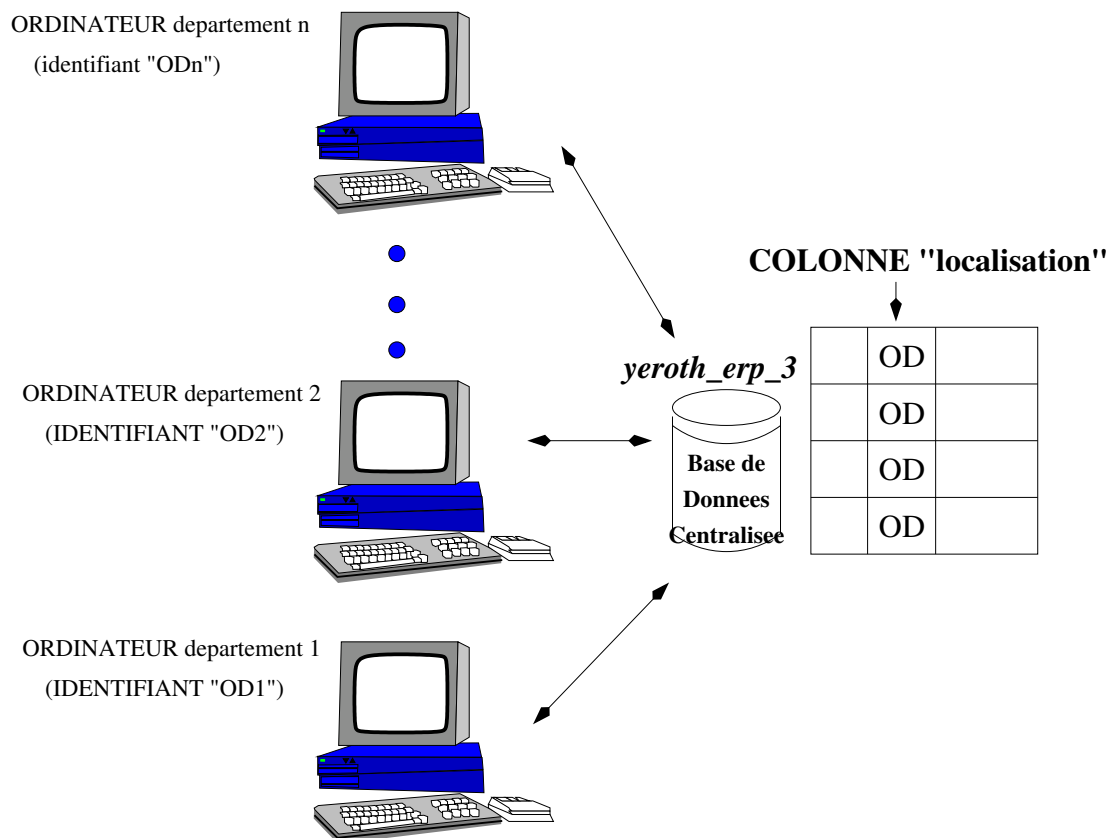 ORDINATEUR departement n
(identifiant "ODn")
COLONNE "localisation"
yeroth_erp_3
OD
OD
OD
OD
ORDINATEUR departement 2
(IDENTIFIANT "OD2")
Base de
Donnees
Centralisee
ORDINATEUR departement 1
(IDENTIFIANT "OD1")